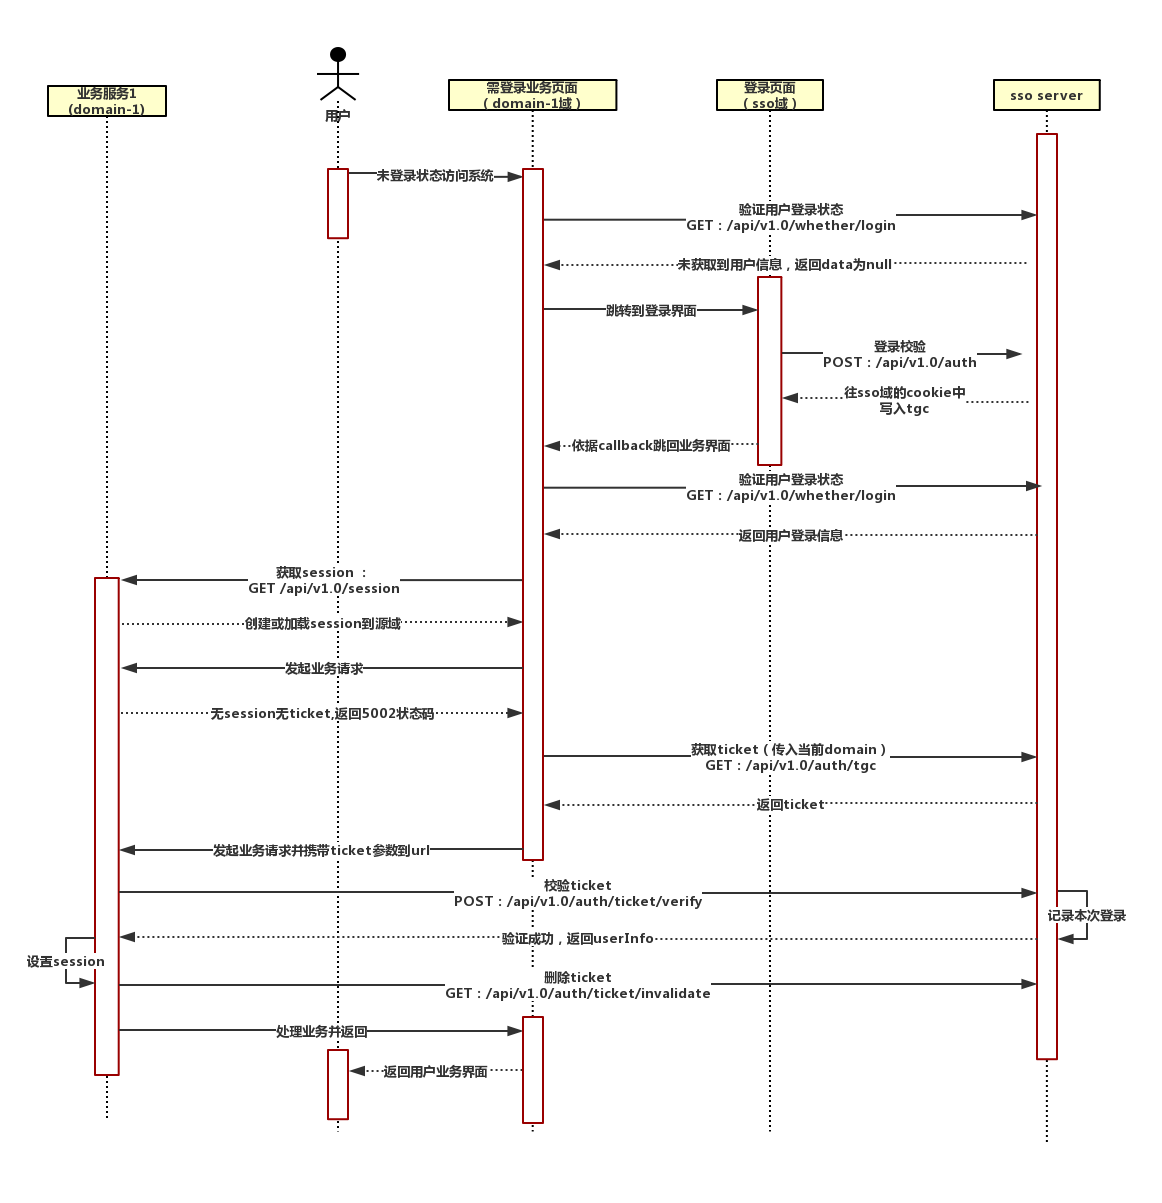 业务服务1
(domain-1)
用户
需登录业务页面
（domain-1域）
登录页面
（sso域）
sso server
未登录状态访问系统
验证用户登录状态
GET：/api/v1.0/whether/login
未获取到用户信息，返回data为null
跳转到登录界面
登录校验
POST：/api/v1.0/auth
往sso域的cookie中
写入tgc
依据callback跳回业务界面
验证用户登录状态
GET：/api/v1.0/whether/login
返回用户登录信息
获取session ：
GET /api/v1.0/session
创建或加载session到源域
发起业务请求
无session无ticket,返回5002状态码
获取ticket（传入当前domain）
GET：/api/v1.0/auth/tgc
返回ticket
发起业务请求并携带ticket参数到url
校验ticket
POST：/api/v1.0/auth/ticket/verify
记录本次登录
验证成功，返回userInfo
设置session
删除ticket
GET：/api/v1.0/auth/ticket/invalidate
处理业务并返回
返回用户业务界面